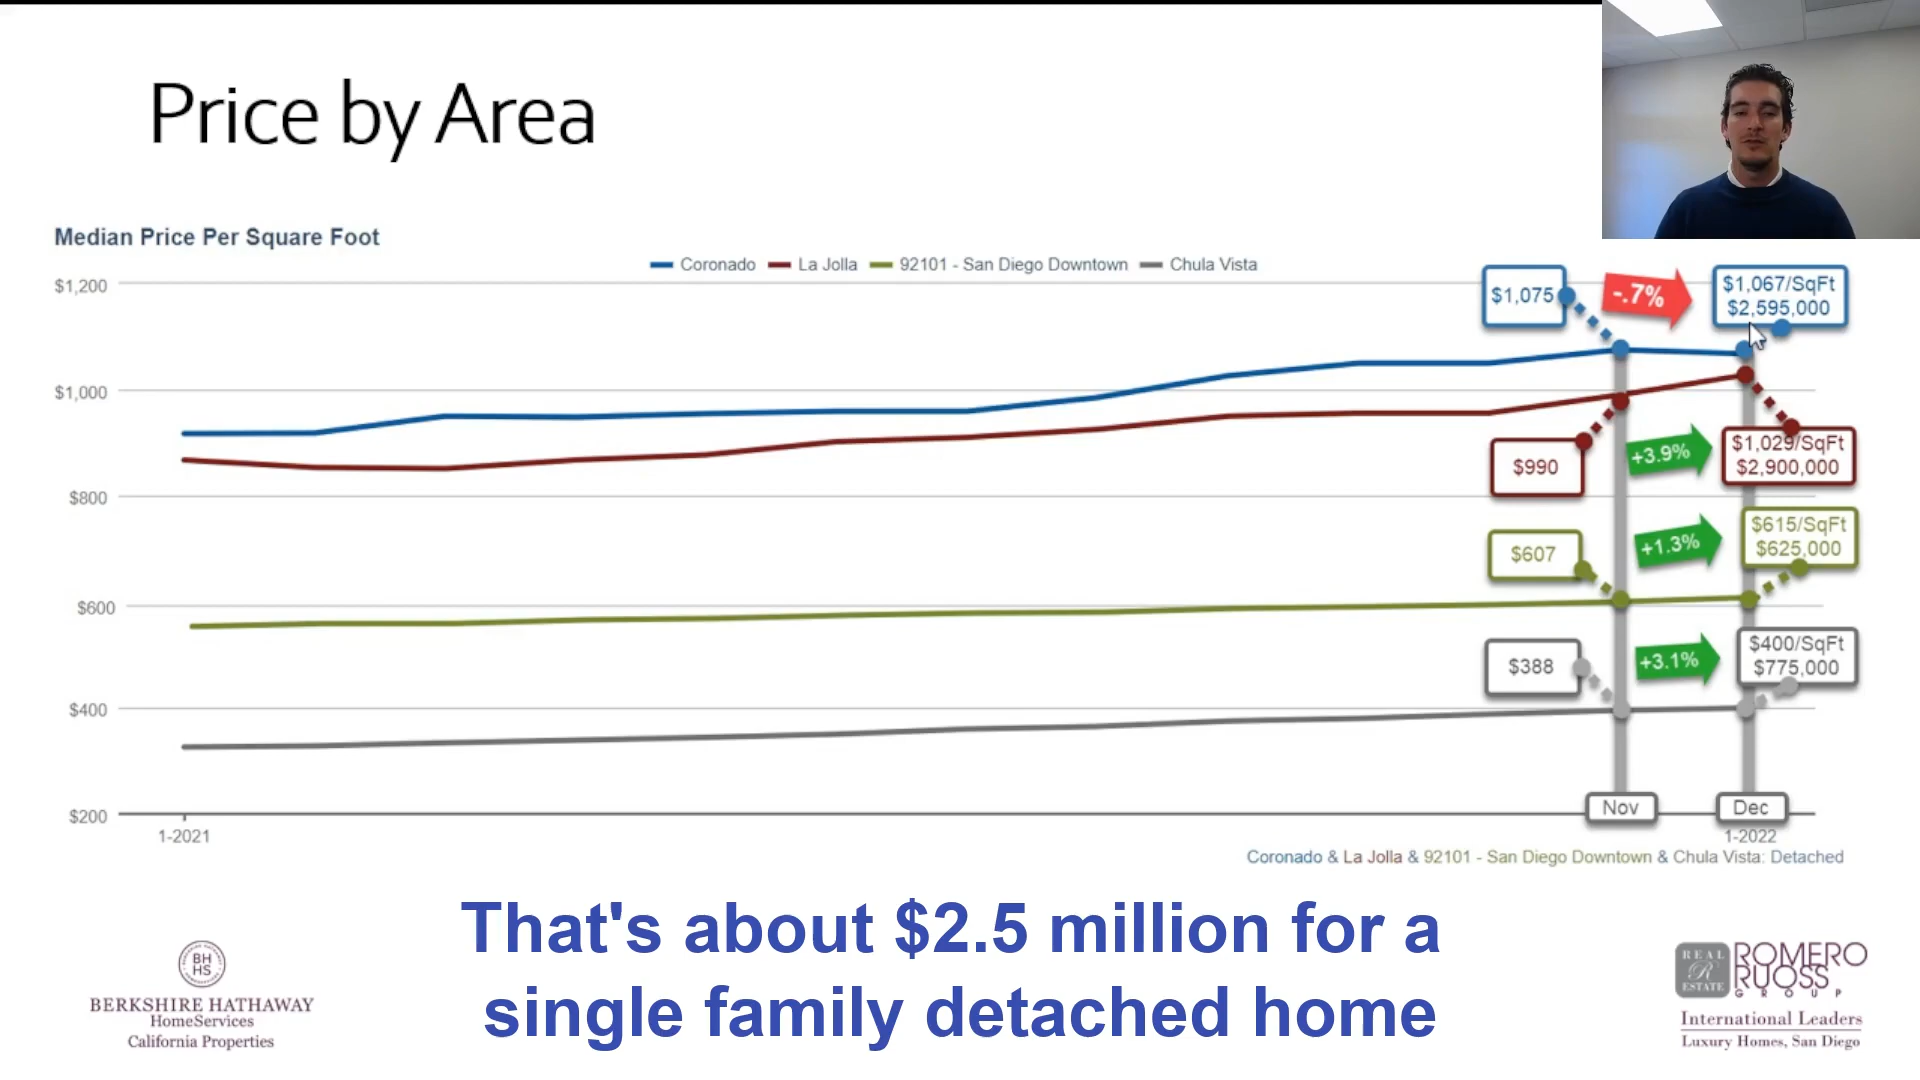 Price by Area
Median Price Per Square Foot
Coronado La Jolla 92101 - San Diego Downtown Chula Vista
$1,200
$1,000
$800
$600
$400
$200
$1,075
-.7%
$1,067/SqFt
$2,595,000
$990
+3.9%
$1,029/SqFt
$2,900,000
$607
+1.3%
$615/SqFt
$625,000
$388
+3.1%
$400/SqFt
$775,000
Nov
Dec
1-2021
1-2022
Coronado & La Jolla & 92101 - San Diego Downtown & Chula Vista: Detached
That's about $2.5 million for a
single family detached home
BH
HS
BERKSHIRE HATHAWAY
HomeServices
California Properties
REAL
R
ESTATE
ROMERO
RUOSS
GROUP
International Leaders
Luxury Homes, San Diego